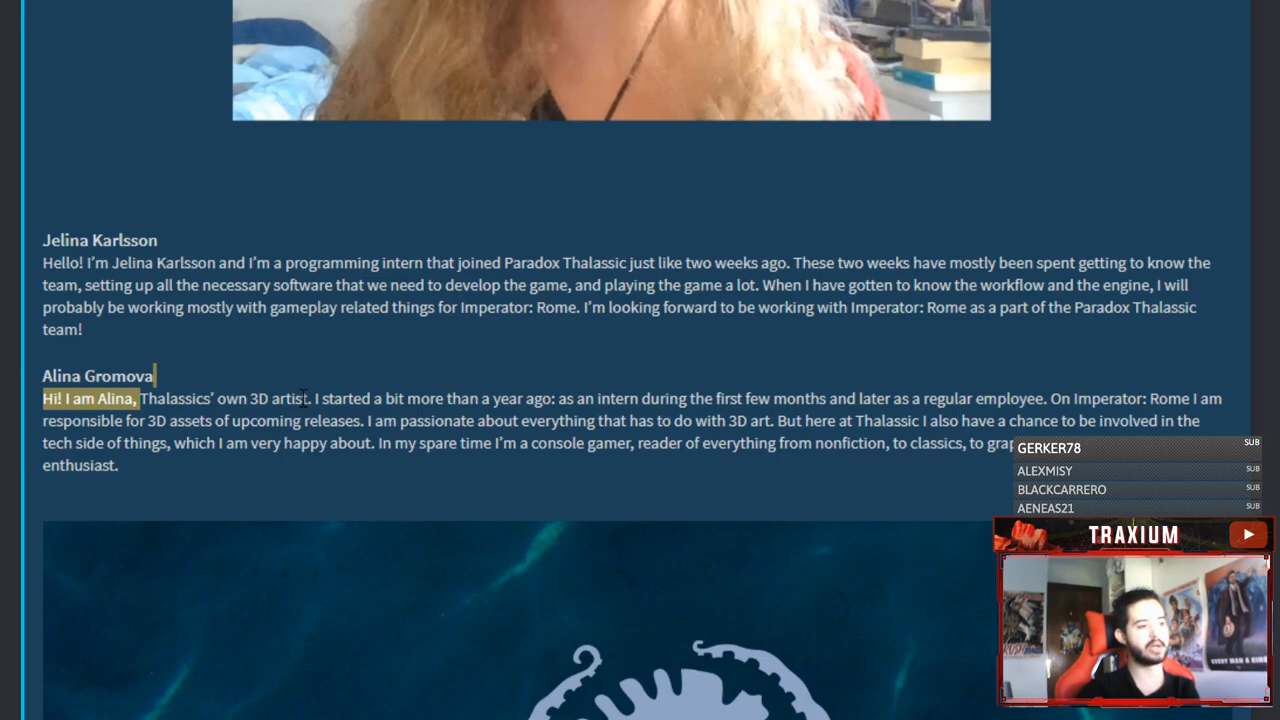 Jelina Karlsson
Hello! I'm Jelina Karlsson and I'm a programming intern that joined Paradox Thalassic just like two weeks ago. These two weeks have mostly been spent getting to know the
team, setting up all the necessary software that we need to develop the game, and playing the game a lot. When I have gotten to know the workflow and the engine, I will
probably be working mostly with gameplay related things for Imperator: Rome. I'm looking forward to be working with Imperator: Rome as a part of the Paradox Thalassic
team!
Alina Gromova
Hi! I am Alina, Thalassics' own 3D artist. I started a bit more than a year ago: as an intern during the first few months and later as a regular employee. On Imperator: Rome I am
responsible for 3D assets of upcoming releases. I am passionate about everything that has to do with 3D art. But here at Thalassic I also have a chance to be involved in the
tech side of things, which I am very happy about. In my spare time I'm a console gamer, reader of everything from nonfiction, to classics, to
enthusiast.
GERKER78 SUB
ALEXMISY SUB
BLACKCARRERO SUB
AENEAS21 SUB
TRAXIUM
EVERY MAN A KING